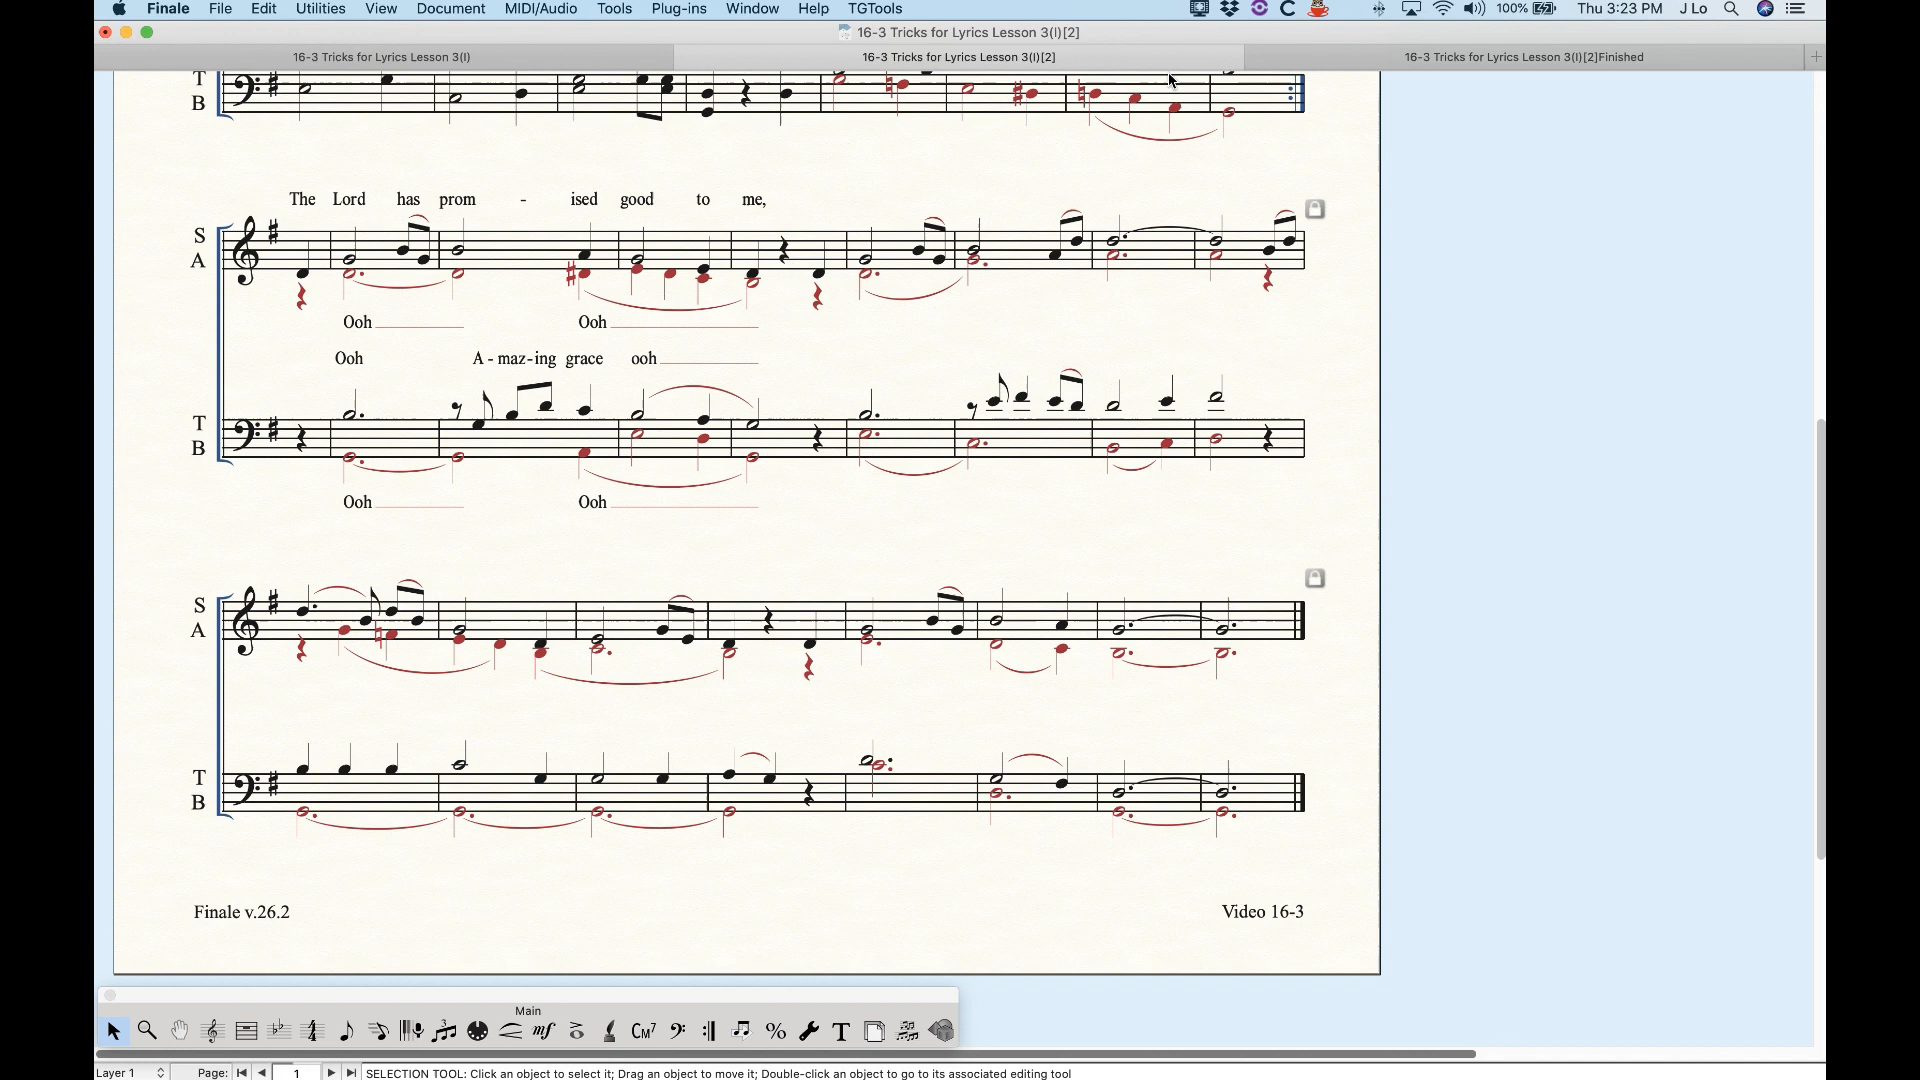 Finale File Edit Utilities View Document MIDI/Audio Tools Plug-ins Window Help TGTools 100% Thu 3:23 PM J Lo
16-3 Tricks for Lyrics Lesson 3(I)[2]
16-3 Tricks for Lyrics Lesson 3(I) 16-3 Tricks for Lyrics Lesson 3(I)[2] 16-3 Tricks for Lyrics Lesson 3(I)[2]Finished
T
B
The Lord has prom - ised good to me,
S
A
Ooh Ooh
Ooh A - maz - ing grace ooh
T
B
Ooh Ooh
S
A
T
B
Finale v.26.2 Video 16-3
Main
mf CM7 % T
Layer 1 Page: 1 SELECTION TOOL: Click an object to select it; Drag an object to move it; Double-click an object to go to its associated editing tool